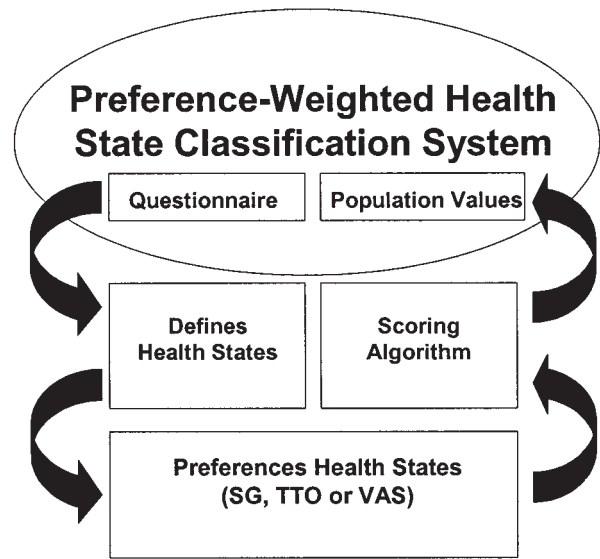 Preference-Weighted Health
State Classification System
Questionnaire
Population Values
Defines
Health States
Scoring
Algorithm
Preferences Health States
(SG, TTO or VAS)